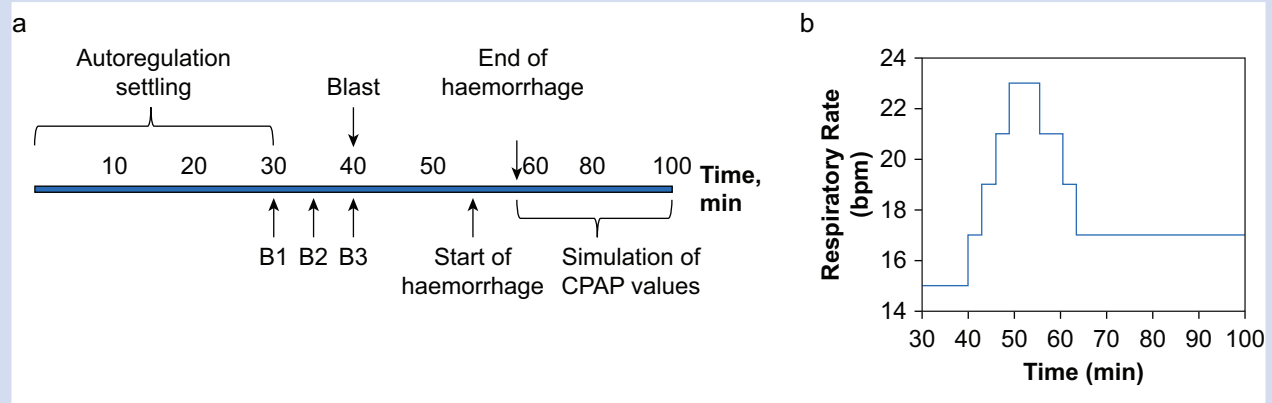 a
Autoregulation
settling
Blast
End of
haemorrhage
10 20 30 40 50 60 80 100
Time,
min
B1 B2 B3
Start of
haemorrhage
Simulation of
CPAP values
b
Respiratory Rate
(bpm)
24
22
20
18
16
14
30 40 50 60 70 80 90 100
Time (min)